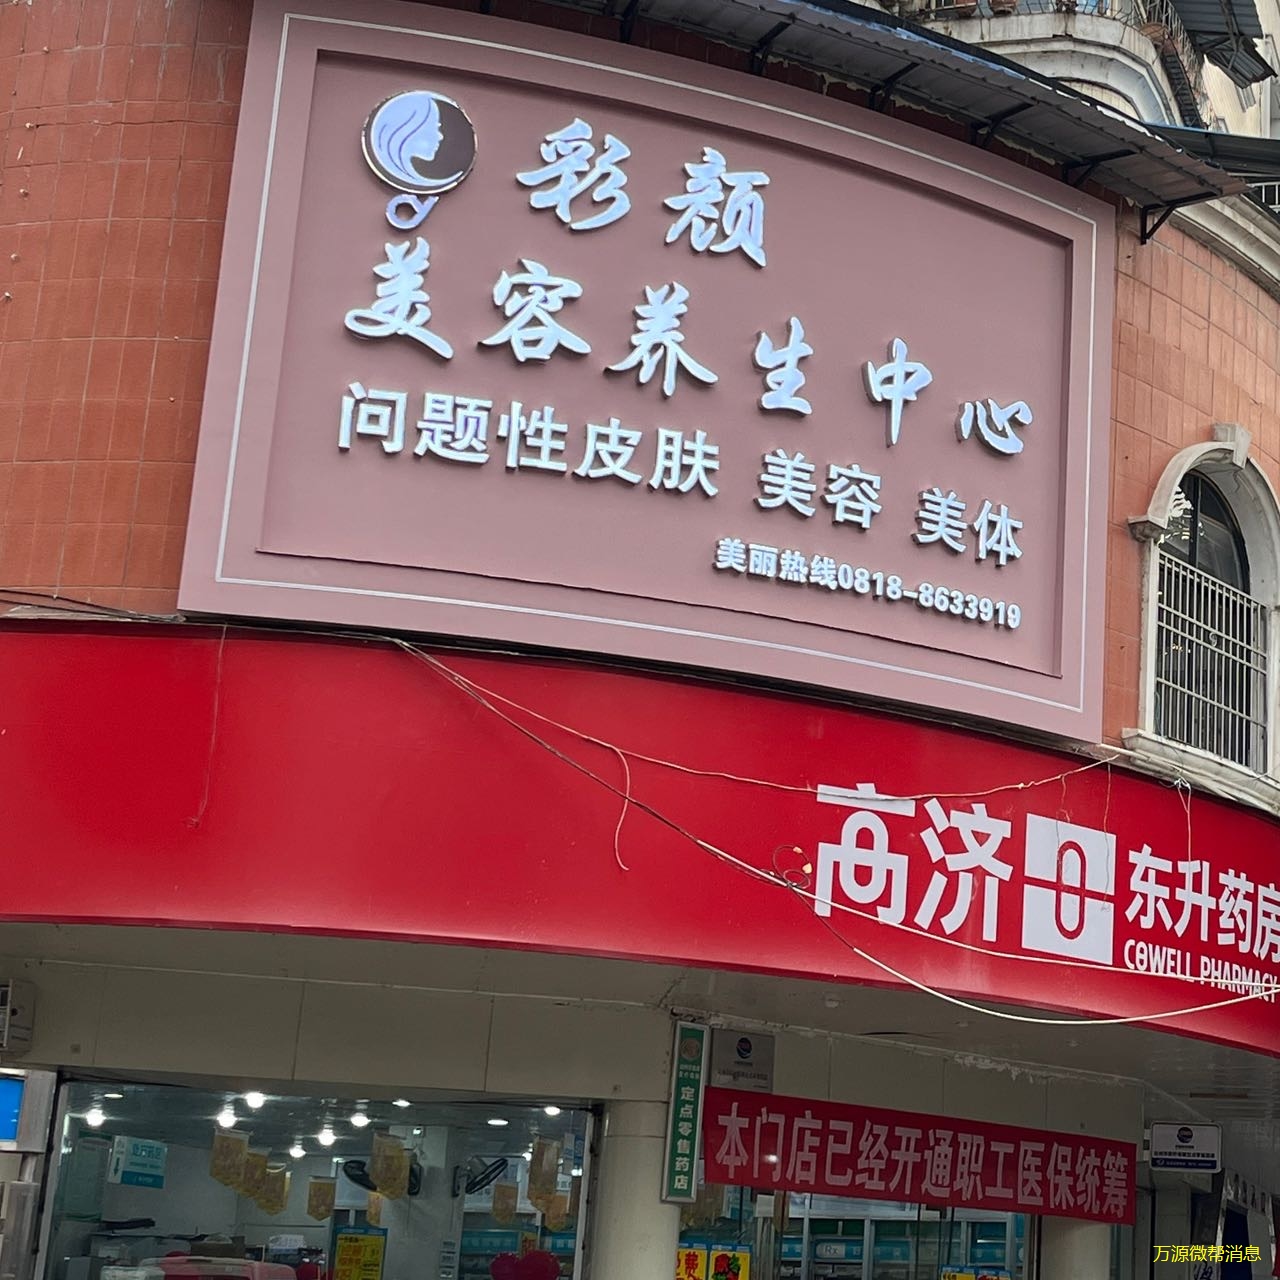 彩颜
美容养生中心
问题性皮肤 美容 美体
美丽热线0818-8633919
高济 东升药房
COWELL PHARMACY
定点零售药店
本门店已经开通职工医保统筹
Rx
万源微帮消息